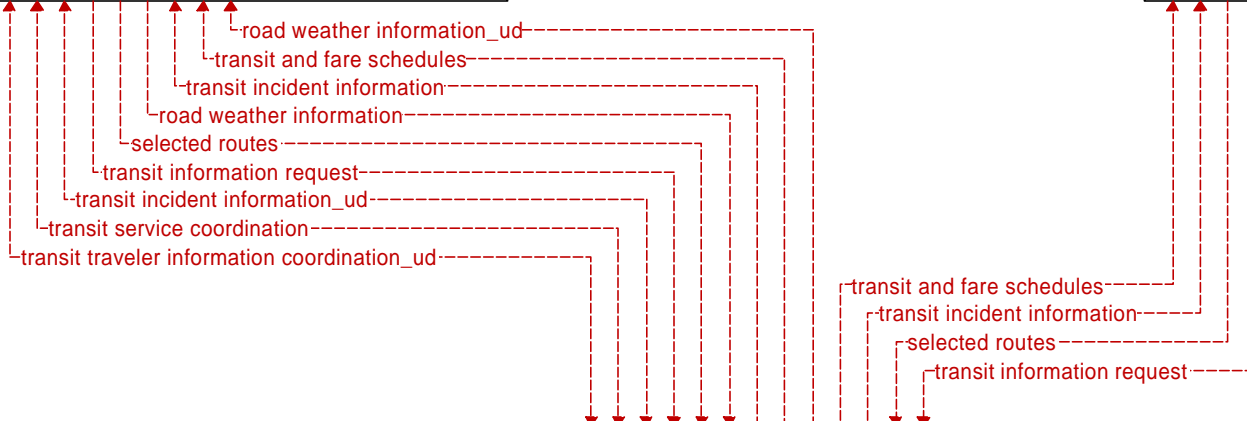 road weather information_ud
transit and fare schedules
transit incident information
road weather information
selected routes
transit information request
transit incident information_ud
transit service coordination
transit traveler information coordination_ud
transit and fare schedules
transit incident information
selected routes
transit information request